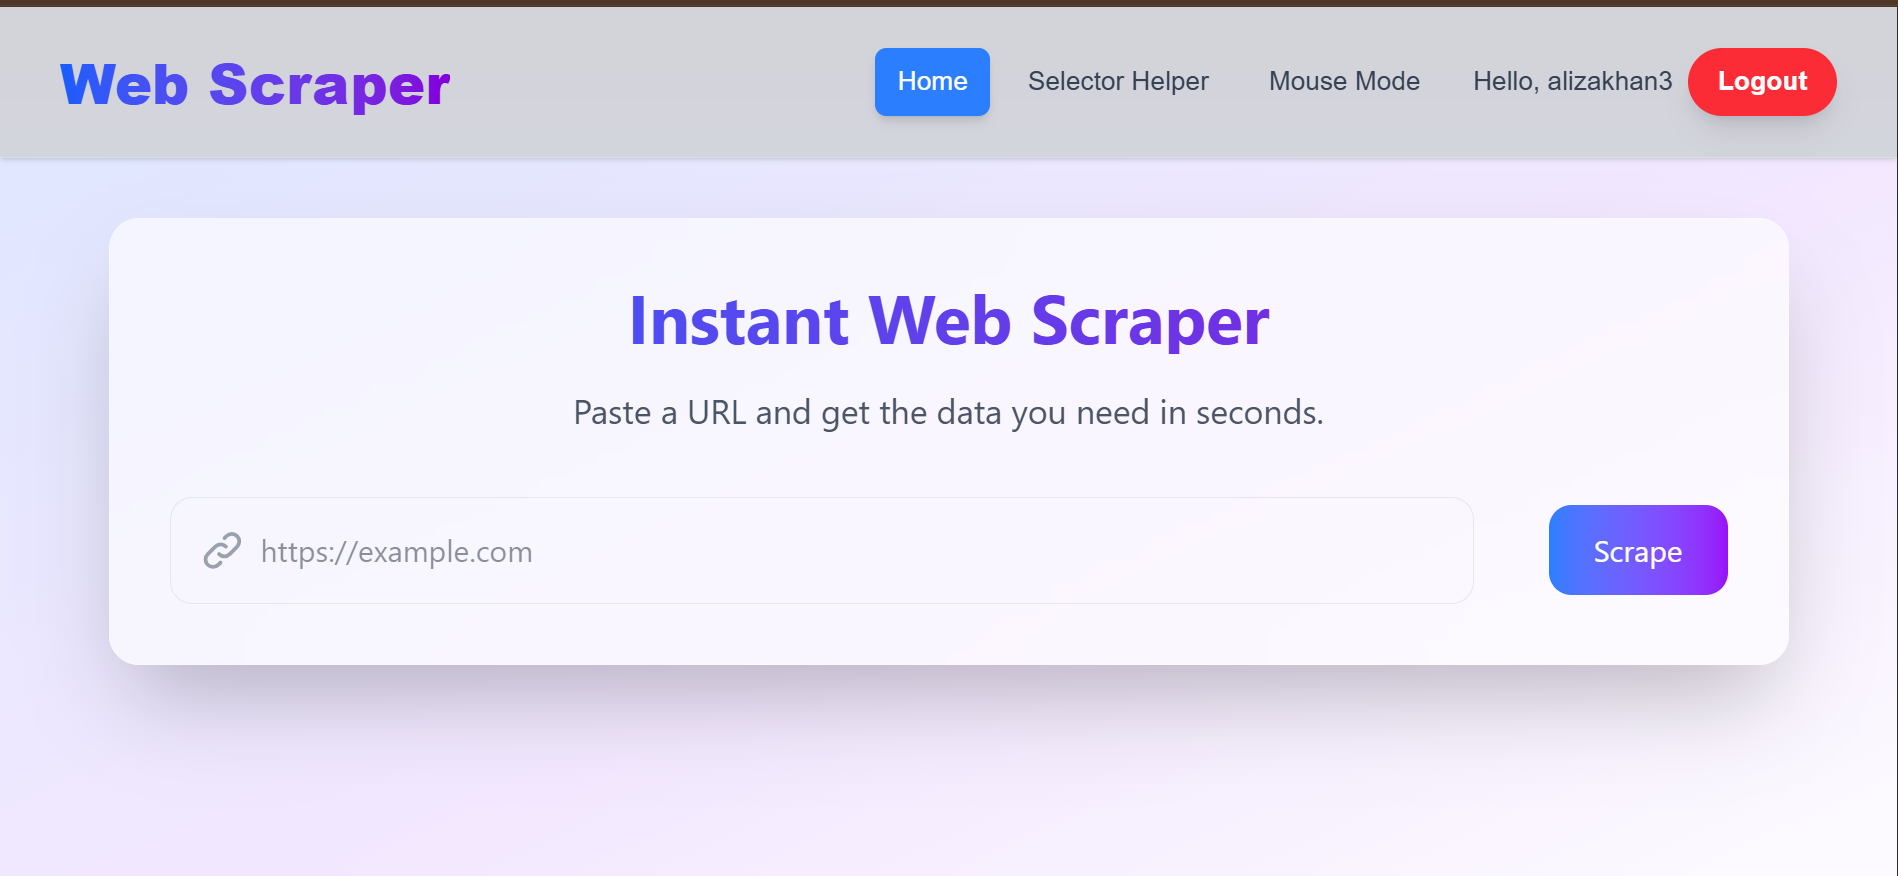 Web Scraper
Home Selector Helper Mouse Mode Hello, alizakhan3 Logout
Instant Web Scraper
Paste a URL and get the data you need in seconds.
https://example.com Scrape